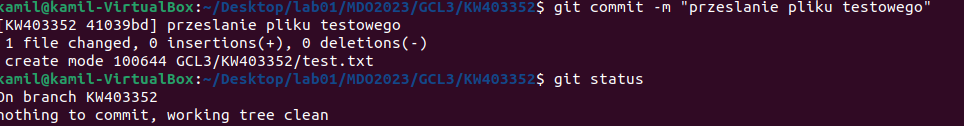 kamil@kamil-VirtualBox:~/Desktop/lab01/MDO2023/GCL3/KW403352$ git commit -m "przeslanie pliku testowego"
[KW403352 41039bd] przeslanie pliku testowego
1 file changed, 0 insertions(+), 0 deletions(-)
create mode 100644 GCL3/KW403352/test.txt
kamil@kamil-VirtualBox:~/Desktop/lab01/MDO2023/GCL3/KW403352$ git status
On branch KW403352
nothing to commit, working tree clean